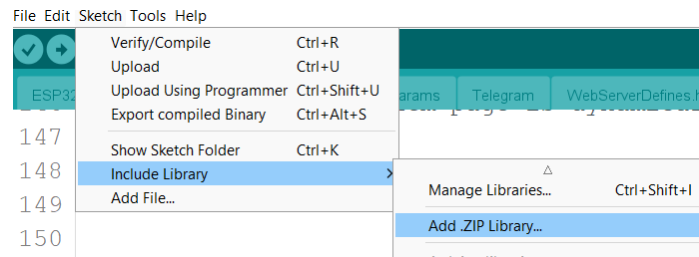 File Edit Sketch Tools Help
Verify/Compile Ctrl+R
Upload Ctrl+U
Upload Using Programmer Ctrl+Shift+U
Export compiled Binary Ctrl+Alt+S
Show Sketch Folder Ctrl+K
Include Library
Add File...
ESP32
arams
Telegram
WebServerDefines.h
147
148
149
150
Manage Libraries... Ctrl+Shift+I
Add .ZIP Library...